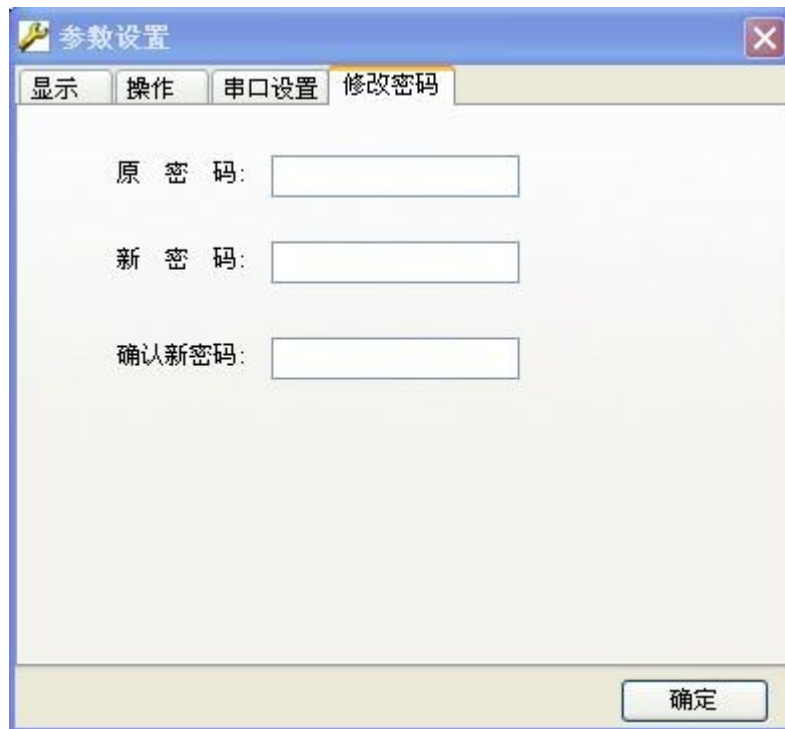 参数设置
显示 操作 串口设置 修改密码
原 密 码:
新 密 码:
确认新密码:
确定